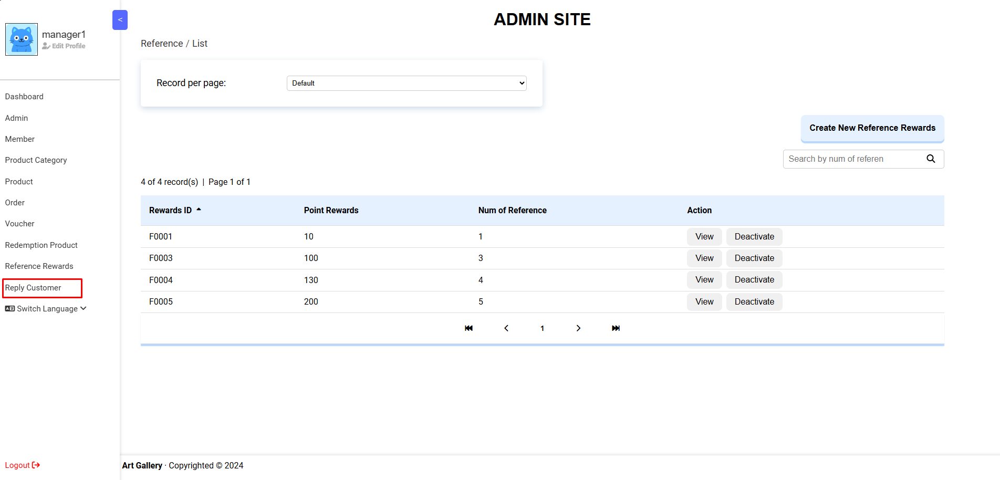 <
manager1
Edit Profile
Dashboard
Admin
Member
Product Category
Product
Order
Voucher
Redemption Product
Reference Rewards
Reply Customer
Switch Language
Logout
ADMIN SITE
Reference / List
Record per page: Default
Create New Reference Rewards
Search by num of referen
4 of 4 record(s) | Page 1 of 1
Rewards ID Point Rewards Num of Reference Action
F0001 10 1 View Deactivate
F0003 100 3 View Deactivate
F0004 130 4 View Deactivate
F0005 200 5 View Deactivate
1
Art Gallery · Copyrighted © 2024